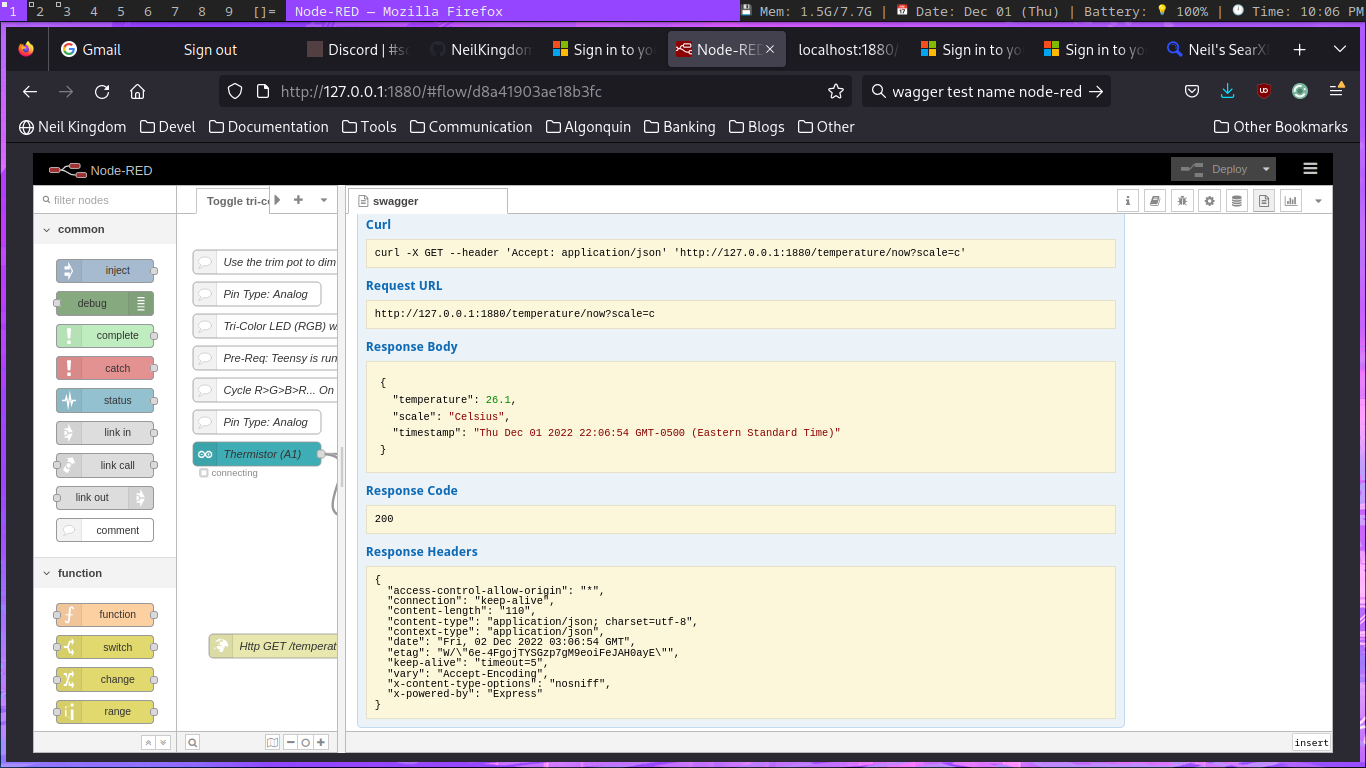 1 2 3 4 5 6 7 8 9 []= Node-RED — Mozilla Firefox Mem: 1.5G/7.7G | Date: Dec 01 (Thu) | Battery: 100% | Time: 10:06 PM
Gmail Sign out Discord | #s NeilKingdom Sign in to yo Node-RED localhost:1880/ Sign in to yo Sign in to yo Neil's SearX
http://127.0.0.1:1880/#flow/d8a41903ae18b3fc wagger test name node-red
Neil Kingdom Devel Documentation Tools Communication Algonquin Banking Blogs Other Other Bookmarks
Node-RED Deploy
filter nodes
common
inject
debug
complete
catch
status
link in
link call
link out
comment
function
function
switch
change
range
Toggle tri-co
Use the trim pot to dim
Pin Type: Analog
Tri-Color LED (RGB) w
Pre-Req: Teensy is run
Cycle R>G>B>R... On
Pin Type: Analog
Thermistor (A1)
connecting
Http GET /temperat
swagger
Curl
curl -X GET --header 'Accept: application/json' 'http://127.0.0.1:1880/temperature/now?scale=c'
Request URL
http://127.0.0.1:1880/temperature/now?scale=c
Response Body
{
"temperature": 26.1,
"scale": "Celsius",
"timestamp": "Thu Dec 01 2022 22:06:54 GMT-0500 (Eastern Standard Time)"
}
Response Code
200
Response Headers
{
"access-control-allow-origin": "*",
"connection": "keep-alive",
"content-length": "110",
"content-type": "application/json; charset=utf-8",
"context-type": "application/json",
"date": "Fri, 02 Dec 2022 03:06:54 GMT",
"etag": "W/\"6e-4FgojTYSGzp7gM9eoiFeJAH0ayE\"",
"keep-alive": "timeout=5",
"vary": "Accept-Encoding",
"x-content-type-options": "nosniff",
"x-powered-by": "Express"
}
insert